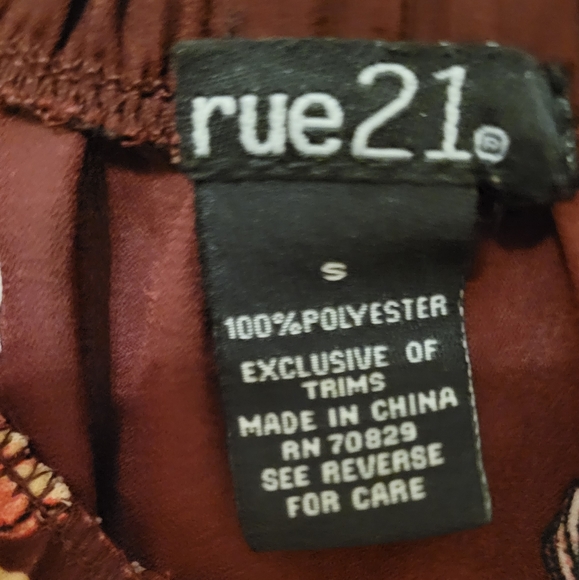 rue21®
S
100%POLYESTER
EXCLUSIVE OF
TRIMS
MADE IN CHINA
RN 70829
SEE REVERSE
FOR CARE